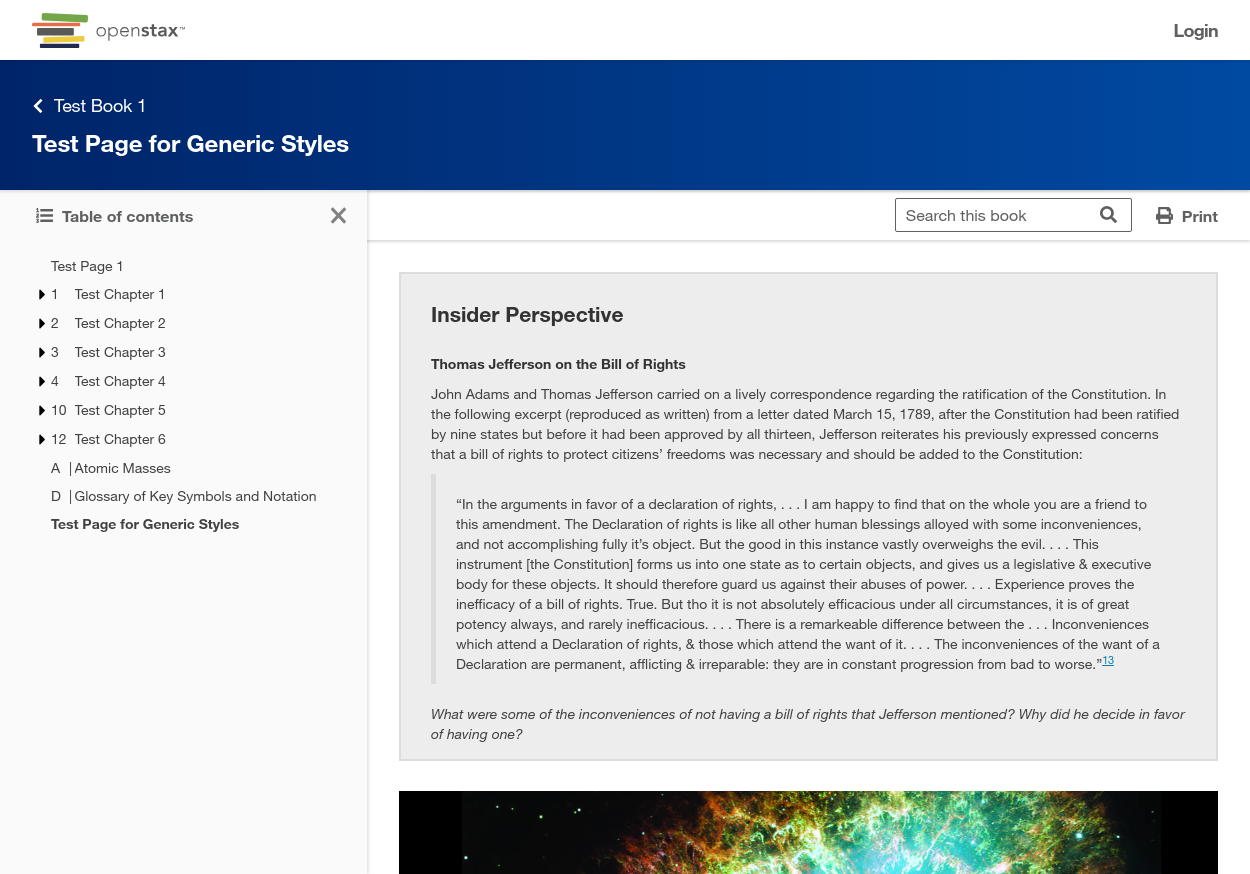 openstax™
Login
Test Book 1
Test Page for Generic Styles
Table of contents
Search this book
Print
Test Page 1
1 Test Chapter 1
2 Test Chapter 2
3 Test Chapter 3
4 Test Chapter 4
10 Test Chapter 5
12 Test Chapter 6
A | Atomic Masses
D | Glossary of Key Symbols and Notation
Test Page for Generic Styles
Insider Perspective
Thomas Jefferson on the Bill of Rights
John Adams and Thomas Jefferson carried on a lively correspondence regarding the ratification of the Constitution. In
the following excerpt (reproduced as written) from a letter dated March 15, 1789, after the Constitution had been ratified
by nine states but before it had been approved by all thirteen, Jefferson reiterates his previously expressed concerns
that a bill of rights to protect citizens’ freedoms was necessary and should be added to the Constitution:
“In the arguments in favor of a declaration of rights, . . . I am happy to find that on the whole you are a friend to
this amendment. The Declaration of rights is like all other human blessings alloyed with some inconveniences,
and not accomplishing fully it’s object. But the good in this instance vastly overweighs the evil. . . . This
instrument [the Constitution] forms us into one state as to certain objects, and gives us a legislative & executive
body for these objects. It should therefore guard us against their abuses of power. . . . Experience proves the
inefficacy of a bill of rights. True. But tho it is not absolutely efficacious under all circumstances, it is of great
potency always, and rarely inefficacious. . . . There is a remarkeable difference between the . . . Inconveniences
which attend a Declaration of rights, & those which attend the want of it. . . . The inconveniences of the want of a
Declaration are permanent, afflicting & irreparable: they are in constant progression from bad to worse.”13
What were some of the inconveniences of not having a bill of rights that Jefferson mentioned? Why did he decide in favor
of having one?